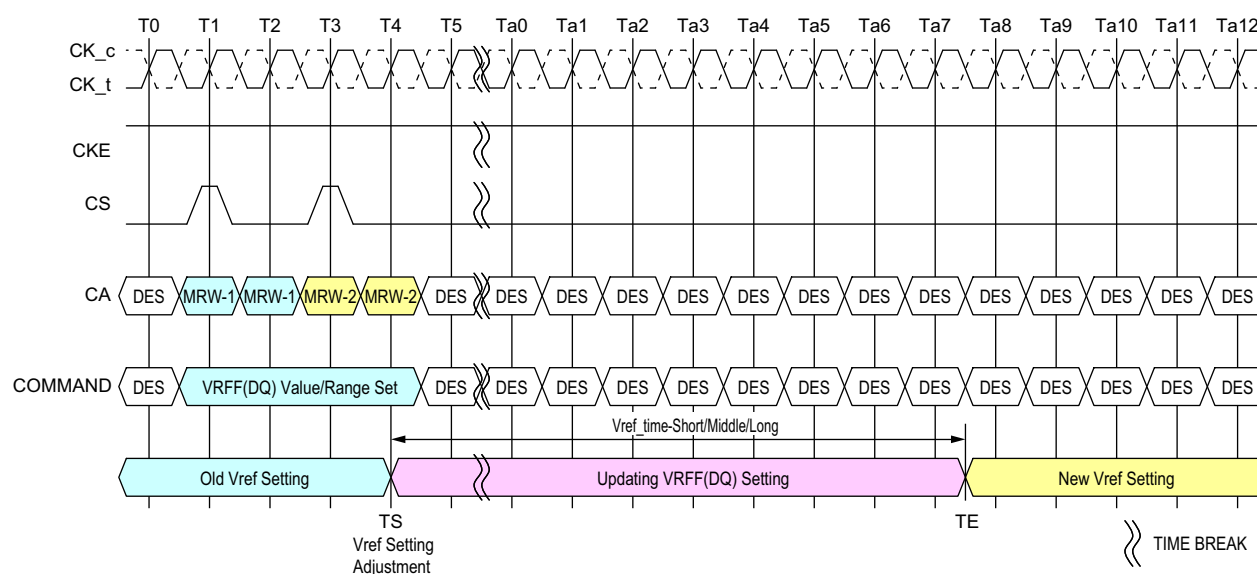 T0 T1 T2 T3 T4 T5 Ta0 Ta1 Ta2 Ta3 Ta4 Ta5 Ta6 Ta7 Ta8 Ta9 Ta10 Ta11 Ta12
CK_c
CK_t
CKE
CS
CA DES MRW-1 MRW-1 MRW-2 MRW-2 DES DES DES DES DES DES DES DES DES DES DES DES DES DES
COMMAND DES VRFF(DQ) Value/Range Set DES DES DES DES DES DES DES DES DES DES DES DES DES DES
Vref_time-Short/Middle/Long
Old Vref Setting Updating VRFF(DQ) Setting New Vref Setting
TS TE
Vref Setting
Adjustment
TIME BREAK